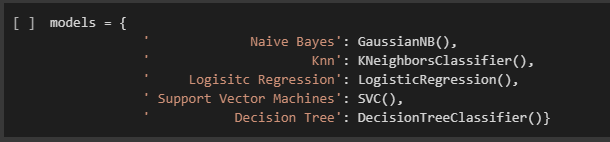 [ ] models = {
'               Naive Bayes': GaussianNB(),
'                       Knn': KNeighborsClassifier(),
'       Logisitc Regression': LogisticRegression(),
'  Support Vector Machines': SVC(),
'             Decision Tree': DecisionTreeClassifier()}